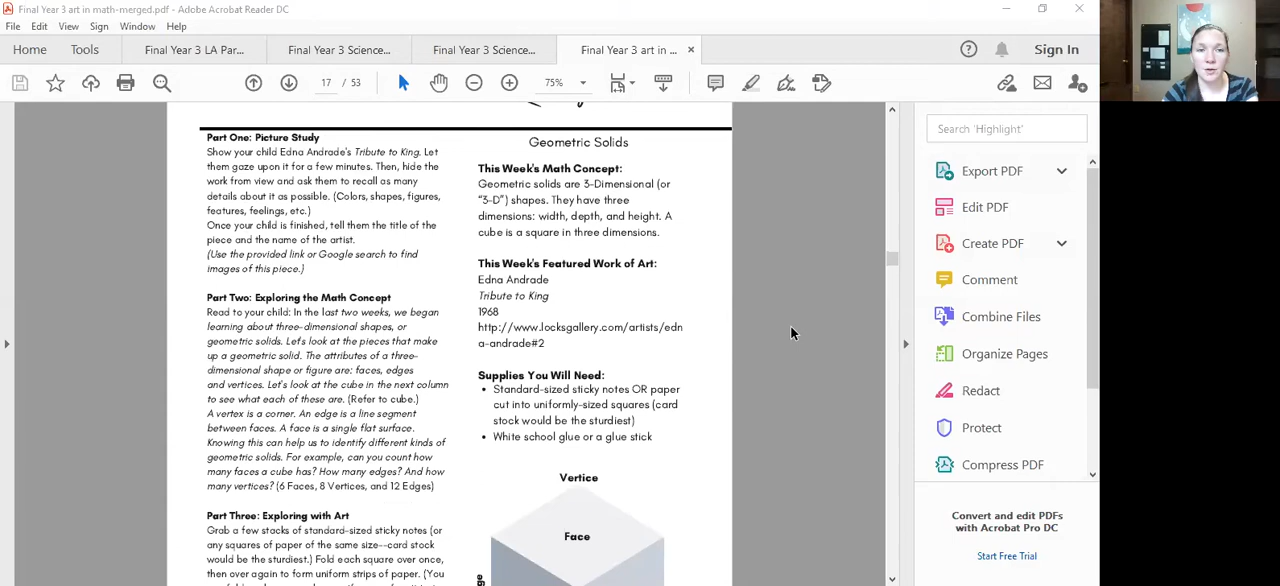 Final Year 3 art in math-merged.pdf - Adobe Acrobat Reader DC
File Edit View Sign Window Help
Home Tools Final Year 3 LA Par... Final Year 3 Science... Final Year 3 Science... Final Year 3 art in ... × Sign In
17 / 53 75%
Part One: Picture Study
Show your child Edna Andrade's Tribute to King. Let
them gaze upon it for a few minutes. Then, hide the
work from view and ask them to recall as many
details about it as possible. (Colors, shapes, figures,
features, feelings, etc.)
Once your child is finished, tell them the title of the
piece and the name of the artist.
(Use the provided link or Google search to find
images of this piece.)
Part Two: Exploring the Math Concept
Read to your child: In the last two weeks, we began
learning about three-dimensional shapes, or
geometric solids. Let's look at the pieces that make
up a geometric solid. The attributes of a three-
dimensional shape or figure are: faces, edges
and vertices. Let's look at the cube in the next column
to see what each of these are. (Refer to cube.)
A vertex is a corner. An edge is a line segment
between faces. A face is a single flat surface.
Knowing this can help us to identify different kinds of
geometric solids. For example, can you count how
many faces a cube has? How many edges? And how
many vertices? (6 Faces, 8 Vertices, and 12 Edges)
Part Three: Exploring with Art
Grab a few stacks of standard-sized sticky notes (or
any squares of paper of the same size--card stock
would be the sturdiest.) Fold each square over once,
then over again to form uniform strips of paper. (You
Geometric Solids
This Week's Math Concept:
Geometric solids are 3-Dimensional (or
"3-D") shapes. They have three
dimensions: width, depth, and height. A
cube is a square in three dimensions.
This Week's Featured Work of Art:
Edna Andrade
Tribute to King
1968
http://www.locksgallery.com/artists/edn
a-andrade#2
Supplies You Will Need:
• Standard-sized sticky notes OR paper
cut into uniformly-sized squares (card
stock would be the sturdiest)
• White school glue or a glue stick
Vertice
Face
Search 'Highlight'
Export PDF
Edit PDF
Create PDF
Comment
Combine Files
Organize Pages
Redact
Protect
Compress PDF
Convert and edit PDFs
with Acrobat Pro DC
Start Free Trial